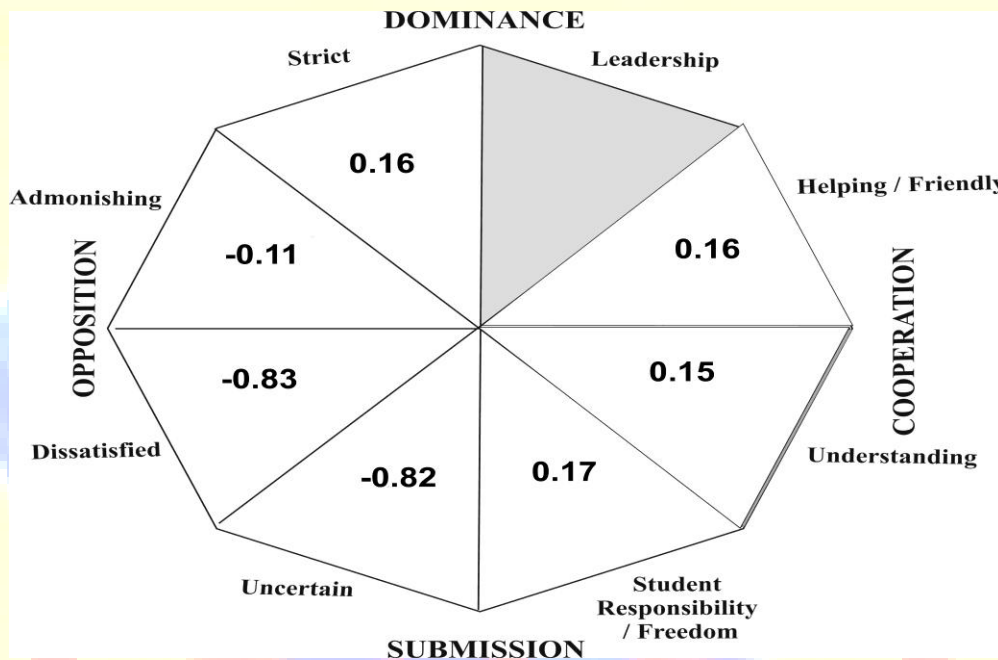 DOMINANCE
Strict
Leadership
0.16
Admonishing
Helping / Friendly
-0.11
0.16
OPPOSITION
COOPERATION
-0.83
0.15
Dissatisfied
Understanding
-0.82
0.17
Uncertain
Student
Responsibility
/ Freedom
SUBMISSION